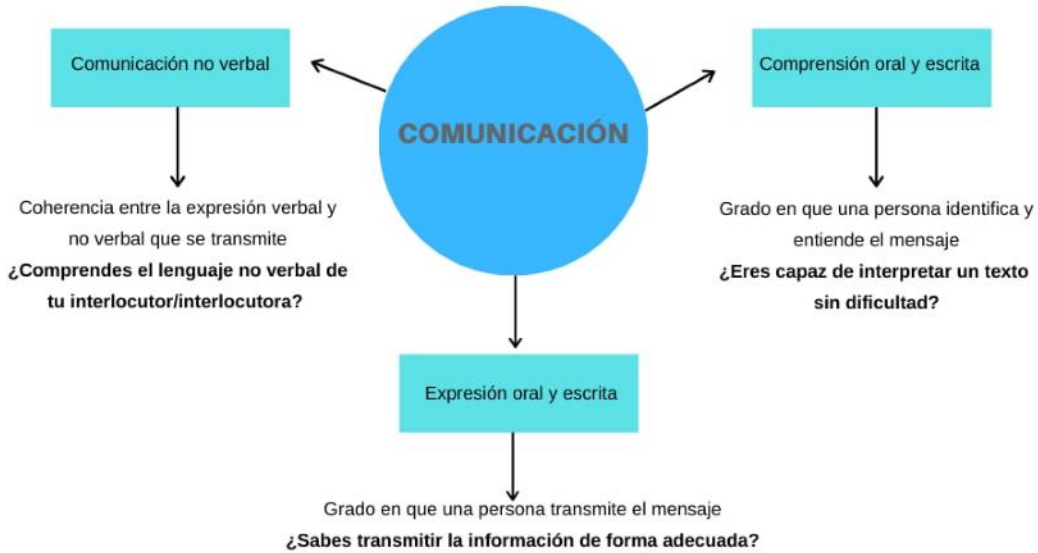 COMUNICACIÓN
Comunicación no verbal
Coherencia entre la expresión verbal y
no verbal que se transmite
¿Comprendes el lenguaje no verbal de
tu interlocutor/interlocutora?
Comprensión oral y escrita
Grado en que una persona identifica y
entiende el mensaje
¿Eres capaz de interpretar un texto
sin dificultad?
Expresión oral y escrita
Grado en que una persona transmite el mensaje
¿Sabes transmitir la información de forma adecuada?